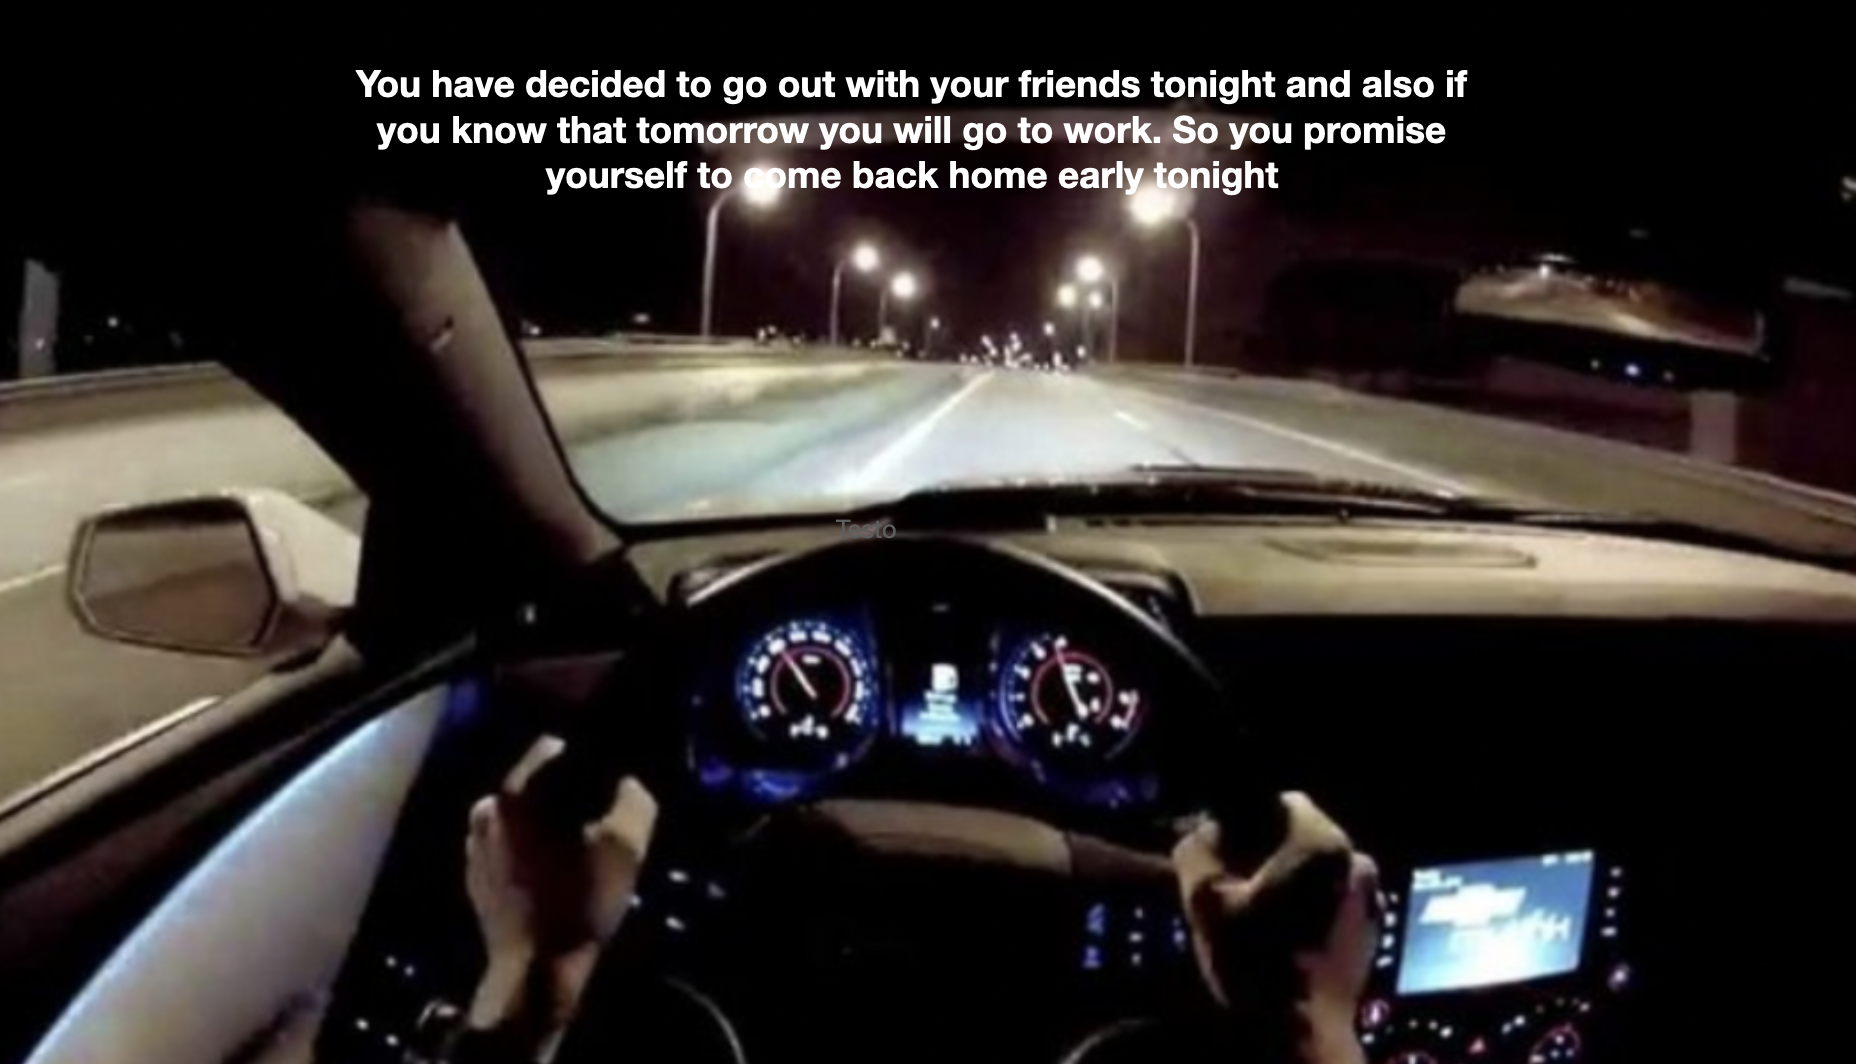 You have decided to go out with your friends tonight and also if
you know that tomorrow you will go to work. So you promise
yourself to come back home early tonight
Testo